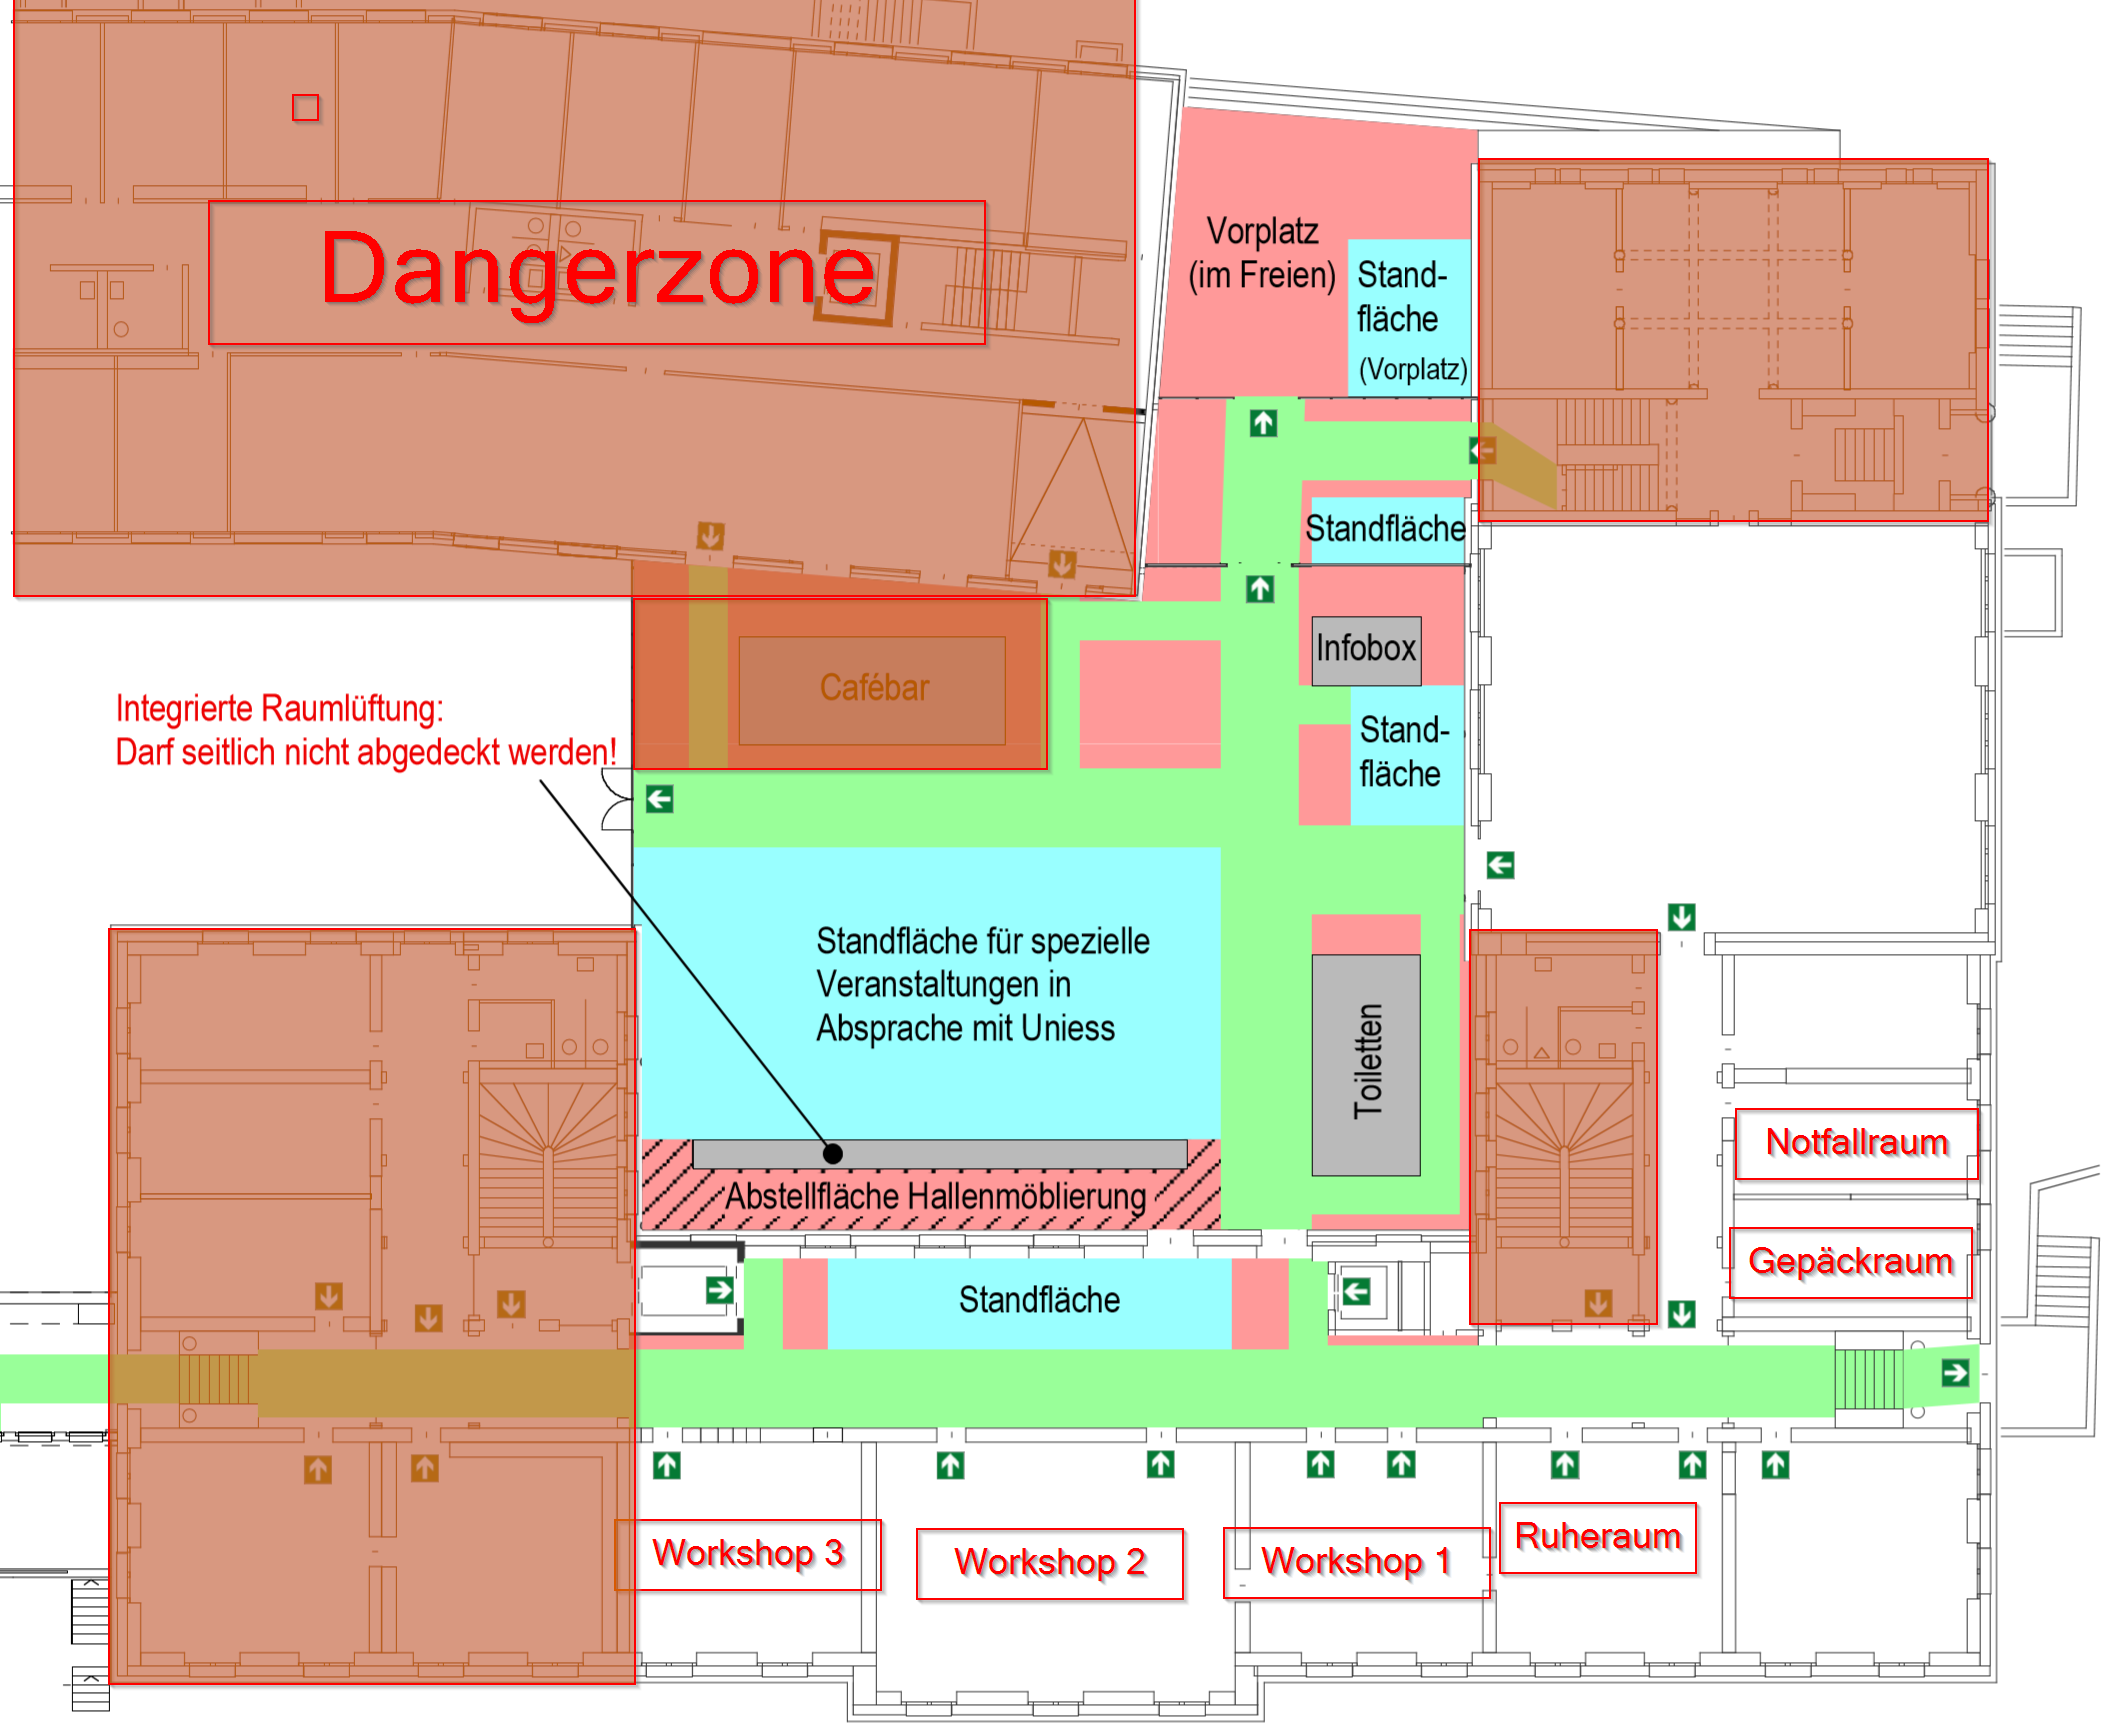 Dangerzone
Vorplatz
(im Freien)
Stand-
fläche
(Vorplatz)
Standfläche
Infobox
Cafébar
Integrierte Raumlüftung:
Darf seitlich nicht abgedeckt werden!
Stand-
fläche
Standfläche für spezielle
Veranstaltungen in
Absprache mit Uniess
Toiletten
Notfallraum
Abstellfläche Hallenmöblierung
Gepäckraum
Standfläche
Workshop 3
Workshop 2
Workshop 1
Ruheraum